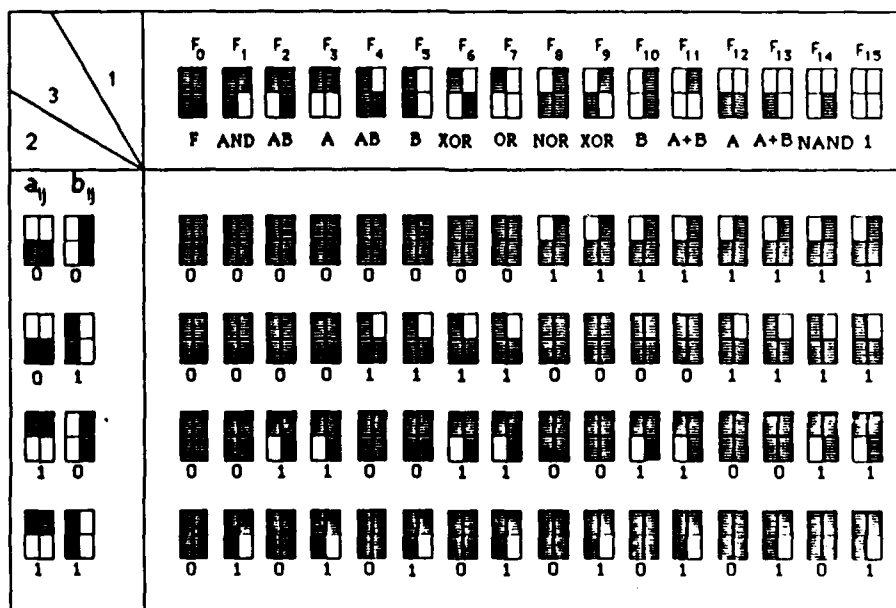 1
3
2
F₀ F₁ F₂ F₃ F₄ F₅ F₆ F₇ F₈ F₉ F₁₀ F₁₁ F₁₂ F₁₃ F₁₄ F₁₅
F AND AB A AB B XOR OR NOR XOR B A+B A A+B NAND 1
aᵢⱼ bᵢⱼ
0 0 0 0 0 0 0 0 0 0 1 1 1 1 1 1 1 1
0 1 0 0 0 0 1 1 1 1 0 0 0 0 1 1 1 1
1 0 0 0 1 1 0 0 1 1 0 0 1 1 0 0 1 1
1 1 0 1 0 1 0 1 0 1 0 1 0 1 0 1 0 1